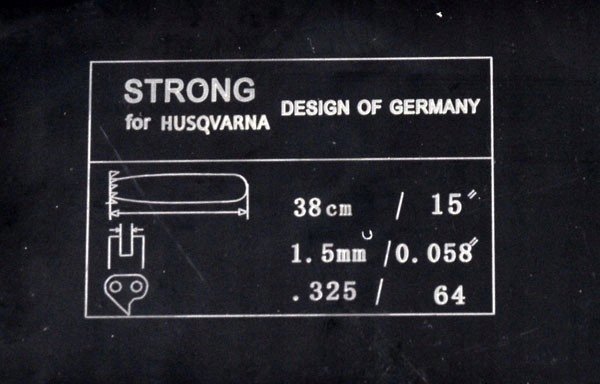 STRONG
for HUSQVARNA
DESIGN OF GERMANY
38cm / 15"
1.5mm / 0.058"
.325 / 64